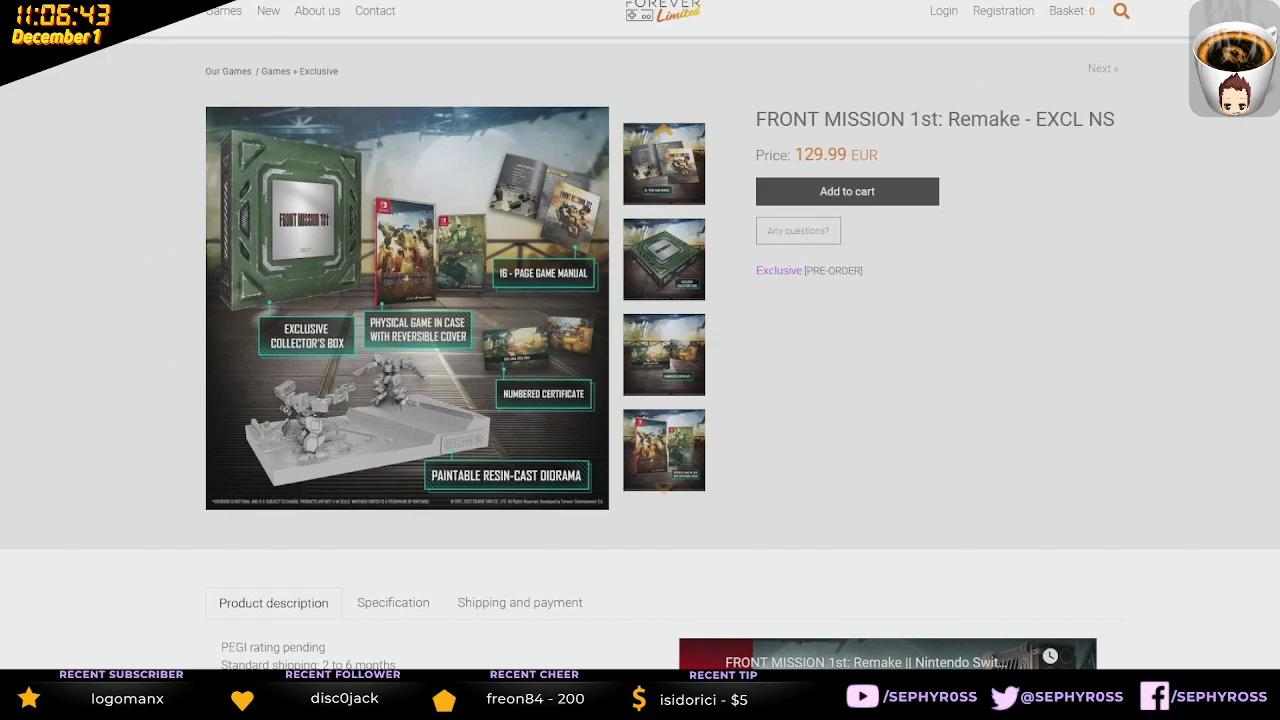 11:06:43
December 1
Games
New
About us
Contact
FOREVER
Limited
Login
Registration
Basket: 0
Our Games / Games » Exclusive
Next »
FRONT MISSION 1st: Remake - EXCL NS
Price: 129.99 EUR
Add to cart
Any questions?
Exclusive [PRE-ORDER]
FRONT MISSION 1st
16 - PAGE GAME MANUAL
EXCLUSIVE
COLLECTOR'S BOX
PHYSICAL GAME IN CASE
WITH REVERSIBLE COVER
NUMBERED CERTIFICATE
PAINTABLE RESIN-CAST DIORAMA
Product description
Specification
Shipping and payment
PEGI rating pending
Standard shipping: 2 to 6 months
FRONT MISSION 1st: Remake || Nintendo Swit...
RECENT SUBSCRIBER
logomanx
RECENT FOLLOWER
disc0jack
RECENT CHEER
freon84 - 200
RECENT TIP
isidorici - $5
/SEPHYR0SS
@SEPHYR0SS
/SEPHYROSS